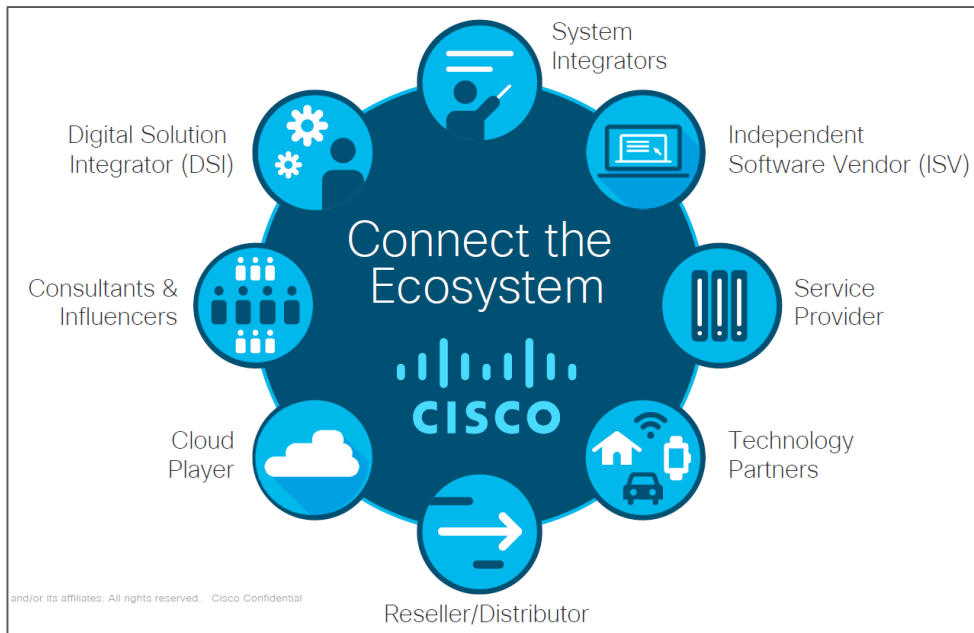 System
Integrators
Digital Solution
Integrator (DSI)
Independent
Software Vendor (ISV)
Connect the
Ecosystem
Consultants &
Influencers
Service
Provider
CISCO
Cloud
Player
Technology
Partners
and/or its affiliates. All rights reserved. Cisco Confidential
Reseller/Distributor